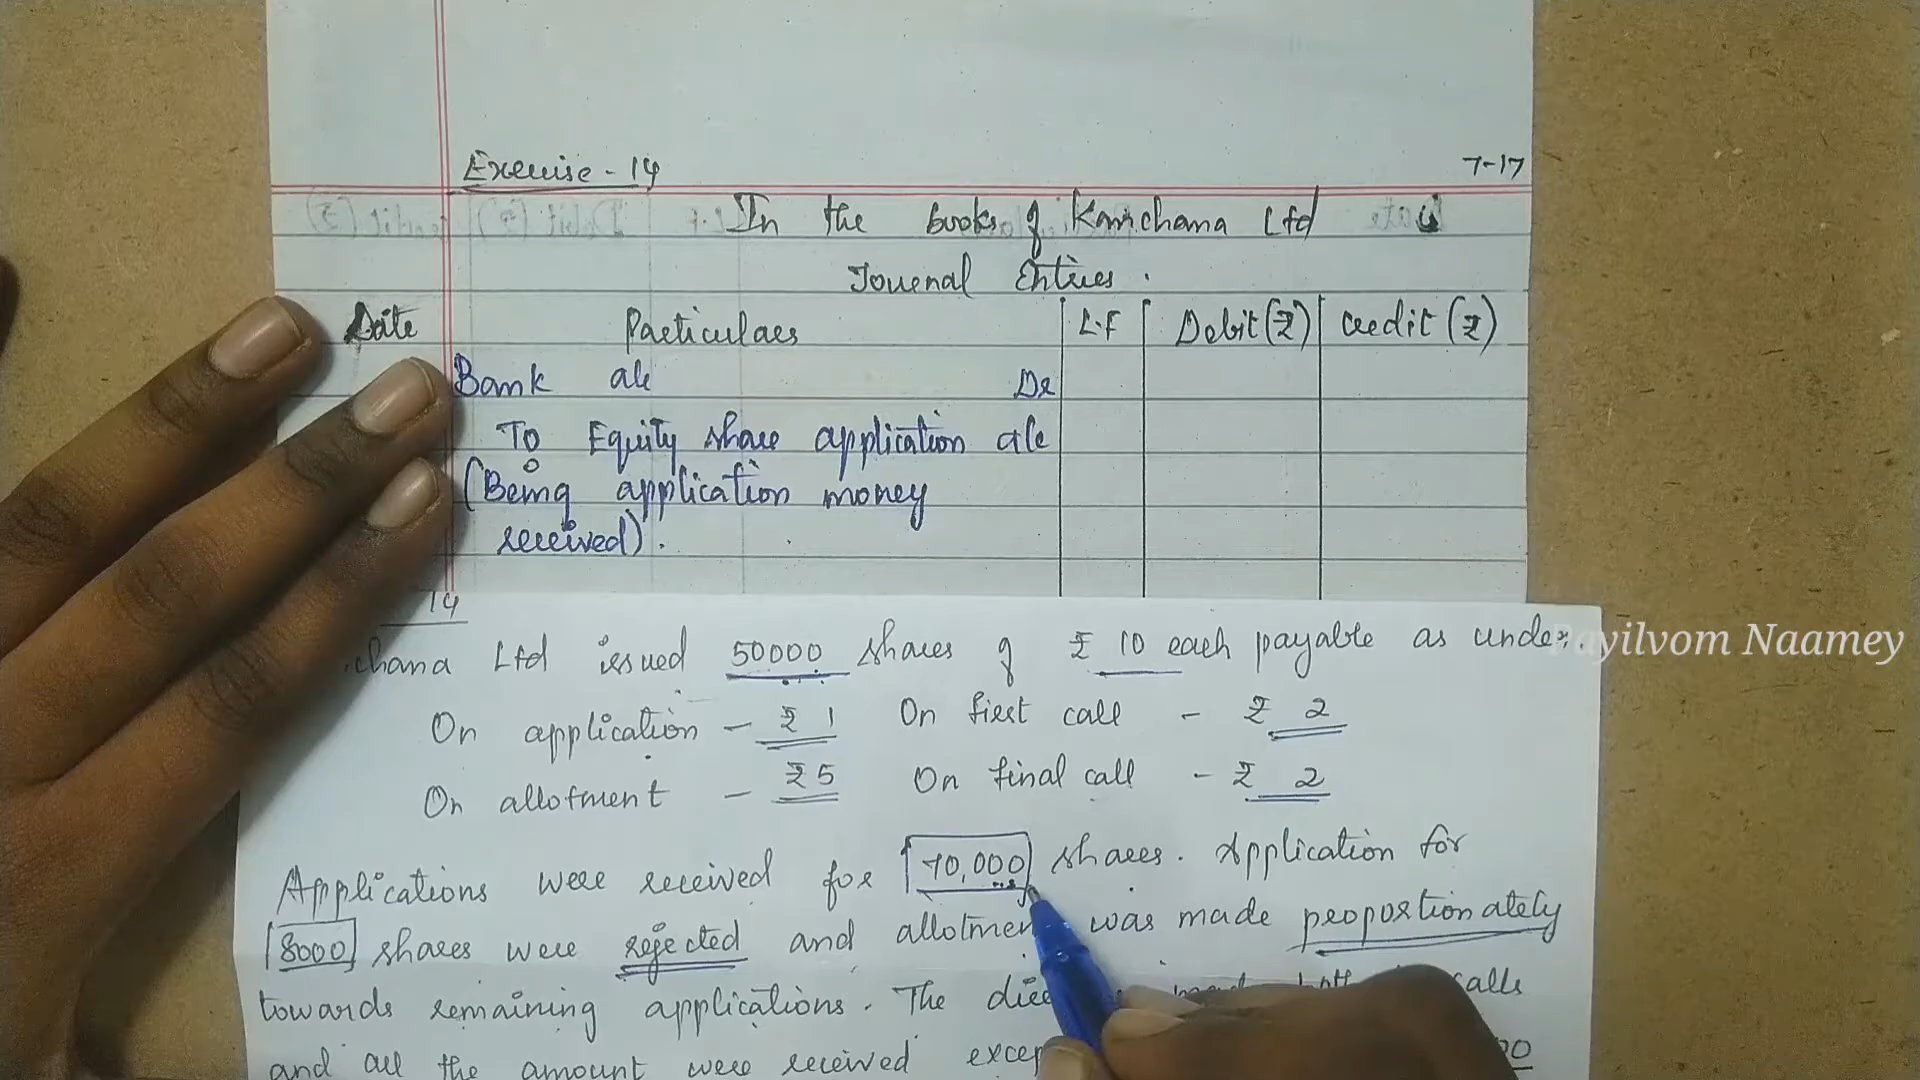 Exercise - 14
7-17
In the books of Kanchana Ltd
Journal Entries.
Date Particulars L.F Debit (₹) credit (₹)
Bank a/c Dr
To Equity share application a/c
(Being application money
received).
14
chana Ltd issued 50000 shares of ₹ 10 each payable as under.
Payilvom Naamey
On application - ₹ 1 On first call - ₹ 2
On allotment - ₹5 On final call - ₹ 2
Applications were received for 70,000 shares. Application for
8000 shares were rejected and allotmen was made proportionately
towards remaining applications. The calls
and all the amount were received excep